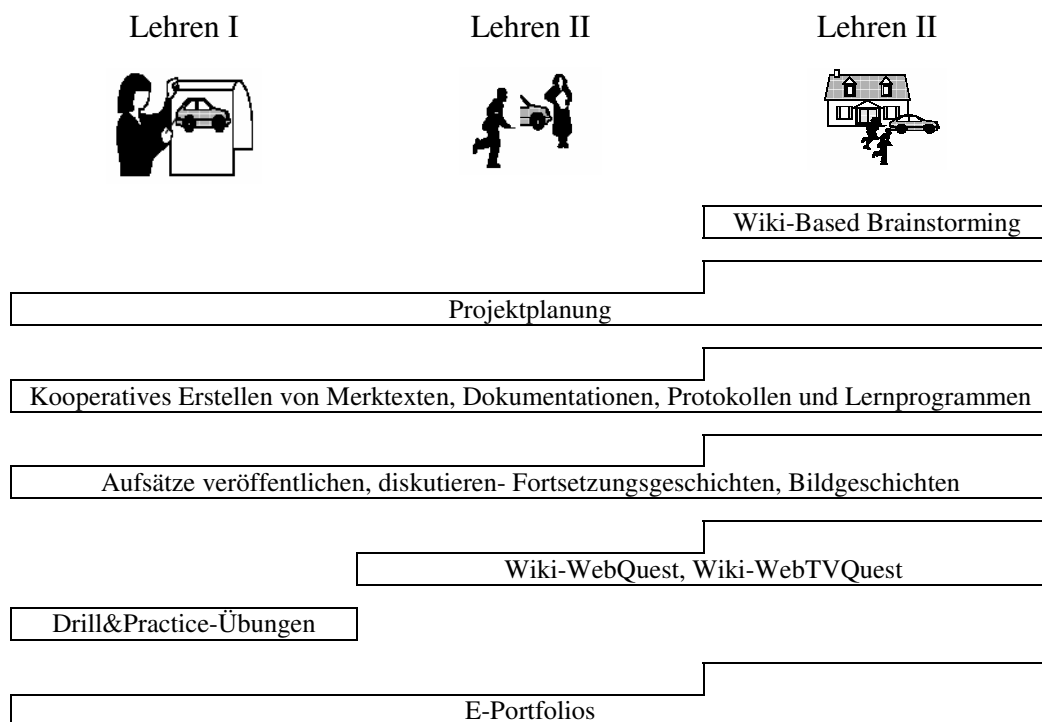 Lehren I
Lehren II
Lehren II
Wiki-Based Brainstorming
Projektplanung
Kooperatives Erstellen von Merktexten, Dokumentationen, Protokollen und Lernprogrammen
Aufsätze veröffentlichen, diskutieren- Fortsetzungsgeschichten, Bildgeschichten
Wiki-WebQuest, Wiki-WebTVQuest
Drill&Practice-Übungen
E-Portfolios